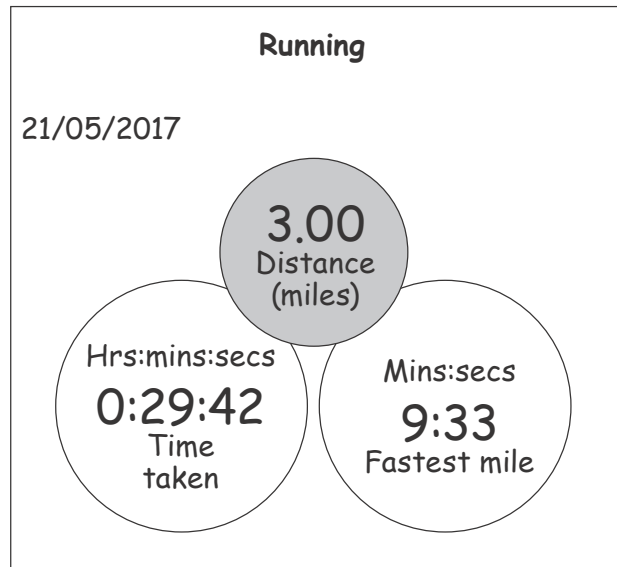 Running
21/05/2017
3.00
Distance
(miles)
Hrs:mins:secs
0:29:42
Time
taken
Mins:secs
9:33
Fastest mile